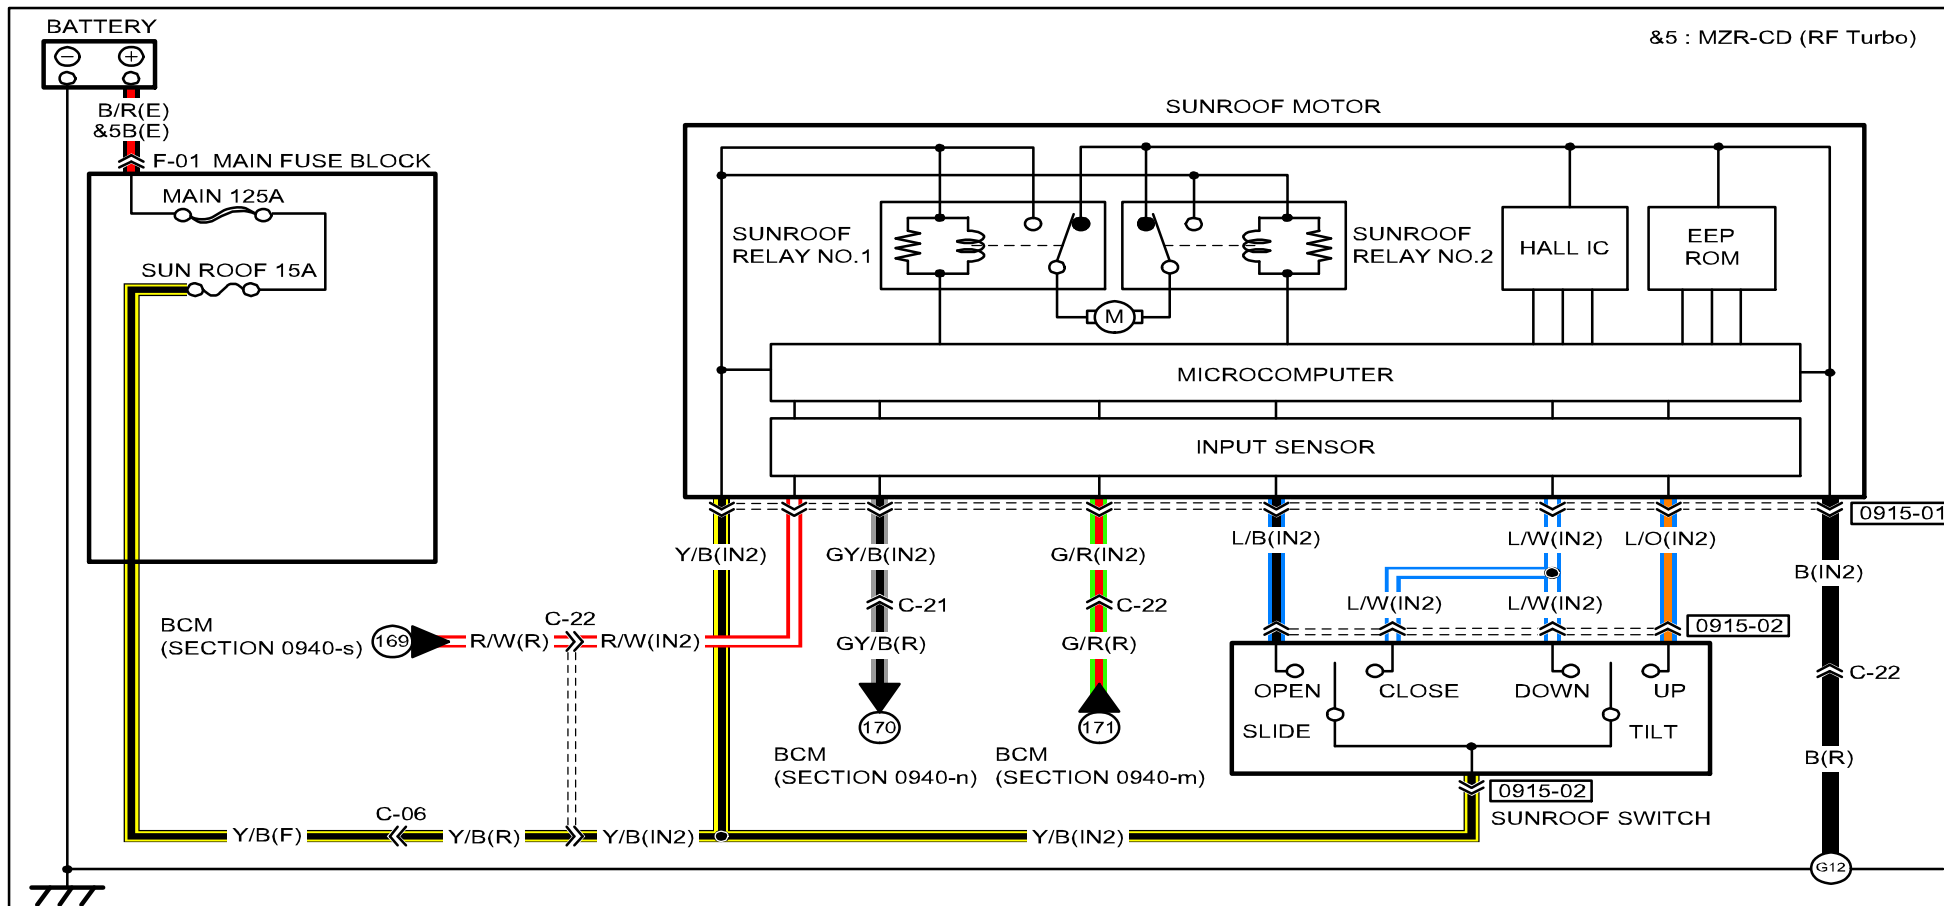 BATTERY
&5 : MZR-CD (RF Turbo)
− +
B/R(E)
&5B(E)
F-01 MAIN FUSE BLOCK
MAIN 125A
SUN ROOF 15A
SUNROOF MOTOR
SUNROOF
RELAY NO.1
SUNROOF
RELAY NO.2
HALL IC
EEP
ROM
M
MICROCOMPUTER
INPUT SENSOR
0915-01
Y/B(IN2)
GY/B(IN2)
G/R(IN2)
L/B(IN2)
L/W(IN2)
L/O(IN2)
B(IN2)
C-21
C-22
L/W(IN2)
L/W(IN2)
0915-02
BCM
(SECTION 0940-s)
169
R/W(R)
C-22
R/W(IN2)
GY/B(R)
G/R(R)
C-22
OPEN
CLOSE
DOWN
UP
SLIDE
TILT
170
171
BCM
(SECTION 0940-n)
BCM
(SECTION 0940-m)
B(R)
0915-02
SUNROOF SWITCH
C-06
Y/B(F)
Y/B(R)
Y/B(IN2)
Y/B(IN2)
G12